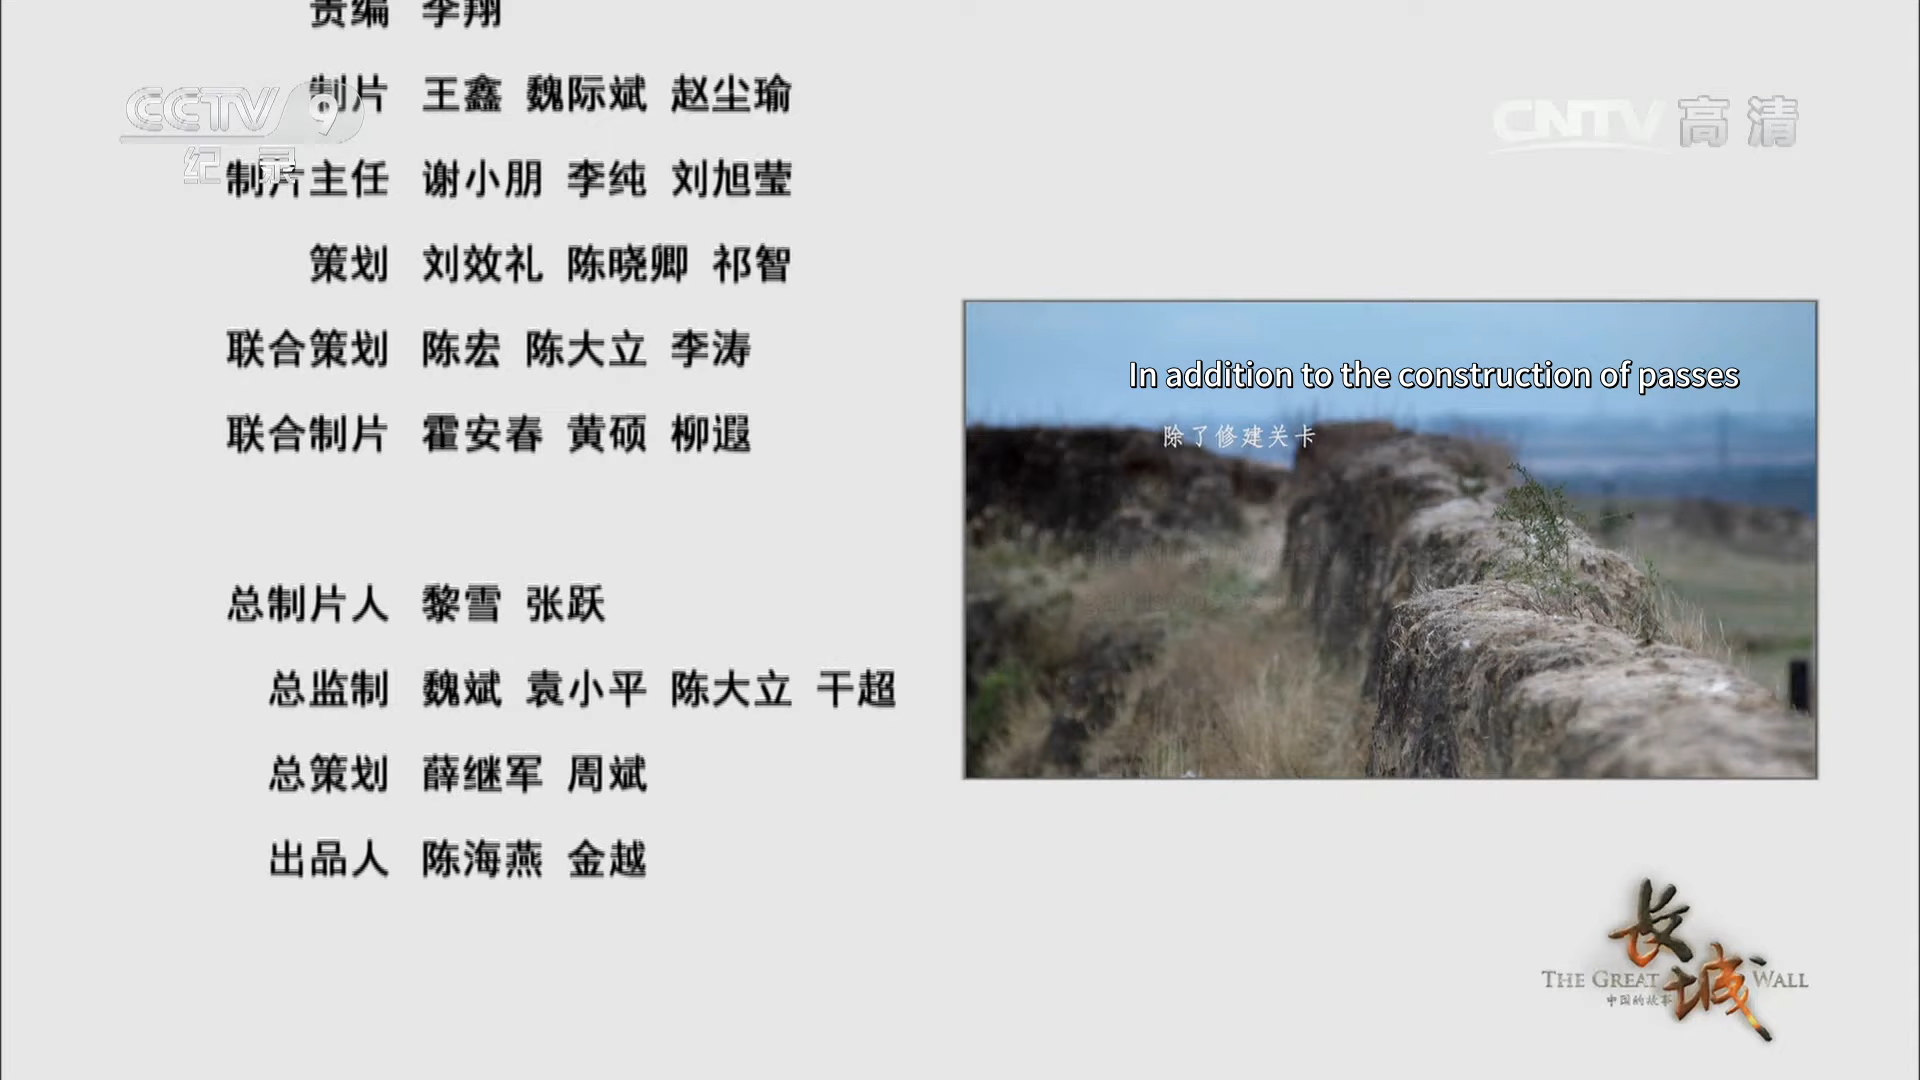 责编 李翔
CCTV 9
纪 录
CNTV 高 清
制片 王鑫 魏际斌 赵尘瑜
制片主任 谢小朋 李纯 刘旭莹
策划 刘效礼 陈晓卿 祁智
联合策划 陈宏 陈大立 李涛
联合制片 霍安春 黄硕 柳遐
总制片人 黎雪 张跃
总监制 魏斌 袁小平 陈大立 干超
总策划 薛继军 周斌
出品人 陈海燕 金越
In addition to the construction of passes
除了修建关卡
长城
THE GREAT WALL
中国的故事